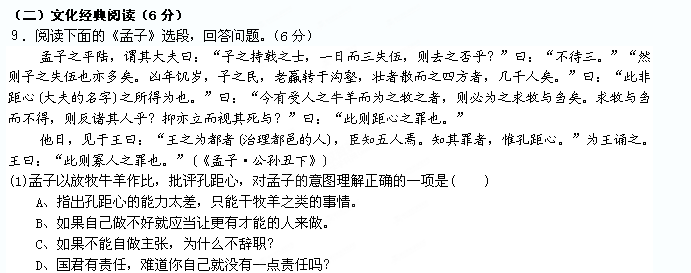 （二）文化经典阅读（6 分）
9．阅读下面的《孟子》选段，回答问题。（6 分）
孟子之平陆，谓其大夫曰：“子之持戟之士，一日而三失伍，则去之否乎？”曰：“不待三。”“然
则子之失伍也亦多矣。凶年饥岁，子之民，老羸转于沟壑，壮者散而之四方者，几千人矣。”曰：“此非
距心(大夫的名字)之所得为也。”曰：“今有受人之牛羊而为之牧之者，则必为之求牧与刍矣。求牧与刍
而不得，则反诸其人乎？抑亦立而视其死与？”曰：“此则距心之罪也。”
他日，见于王曰：“王之为都者(治理都邑的人)，臣知五人焉。知其罪者，惟孔距心。”为王诵之。
王曰：“此则寡人之罪也。”(《孟子·公孙丑下》)
(1)孟子以放牧牛羊作比，批评孔距心，对孟子的意图理解正确的一项是(　　)
A、指出孔距心的能力太差，只能干牧羊之类的事情。
B、如果自己做不好就应当让更有才能的人来做。
C、如果不能自做主张，为什么不辞职？
D、国君有责任，难道你自己就没有一点责任吗？